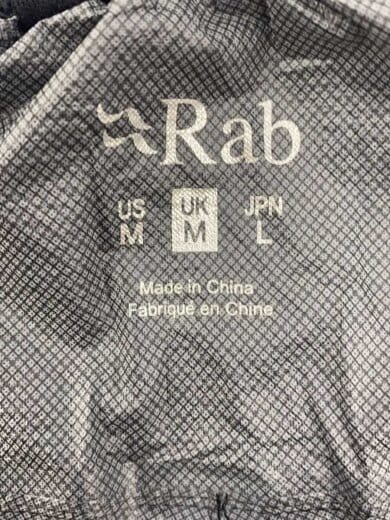 Rab
US UK JPN
M M L
Made in China
Fabriqué en Chine